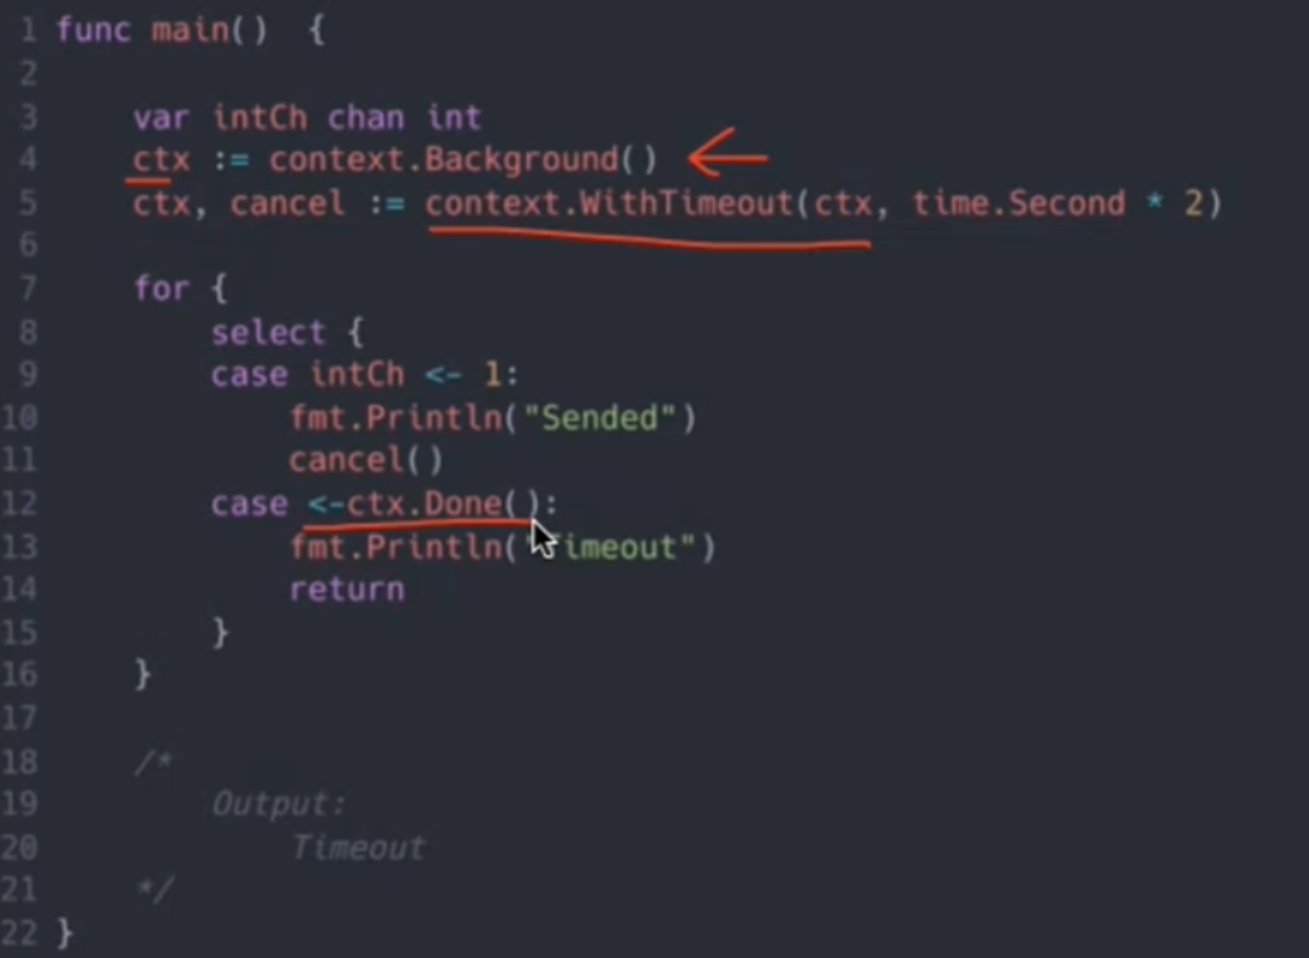 1 func main()  {
2
3     var intCh chan int
4     ctx := context.Background()
5     ctx, cancel := context.WithTimeout(ctx, time.Second * 2)
6
7     for {
8         select {
9         case intCh <- 1:
10             fmt.Println("Sended")
11             cancel()
12         case <-ctx.Done():
13             fmt.Println("Timeout")
14             return
15         }
16     }
17
18     /*
19         Output:
20             Timeout
21     */
22 }